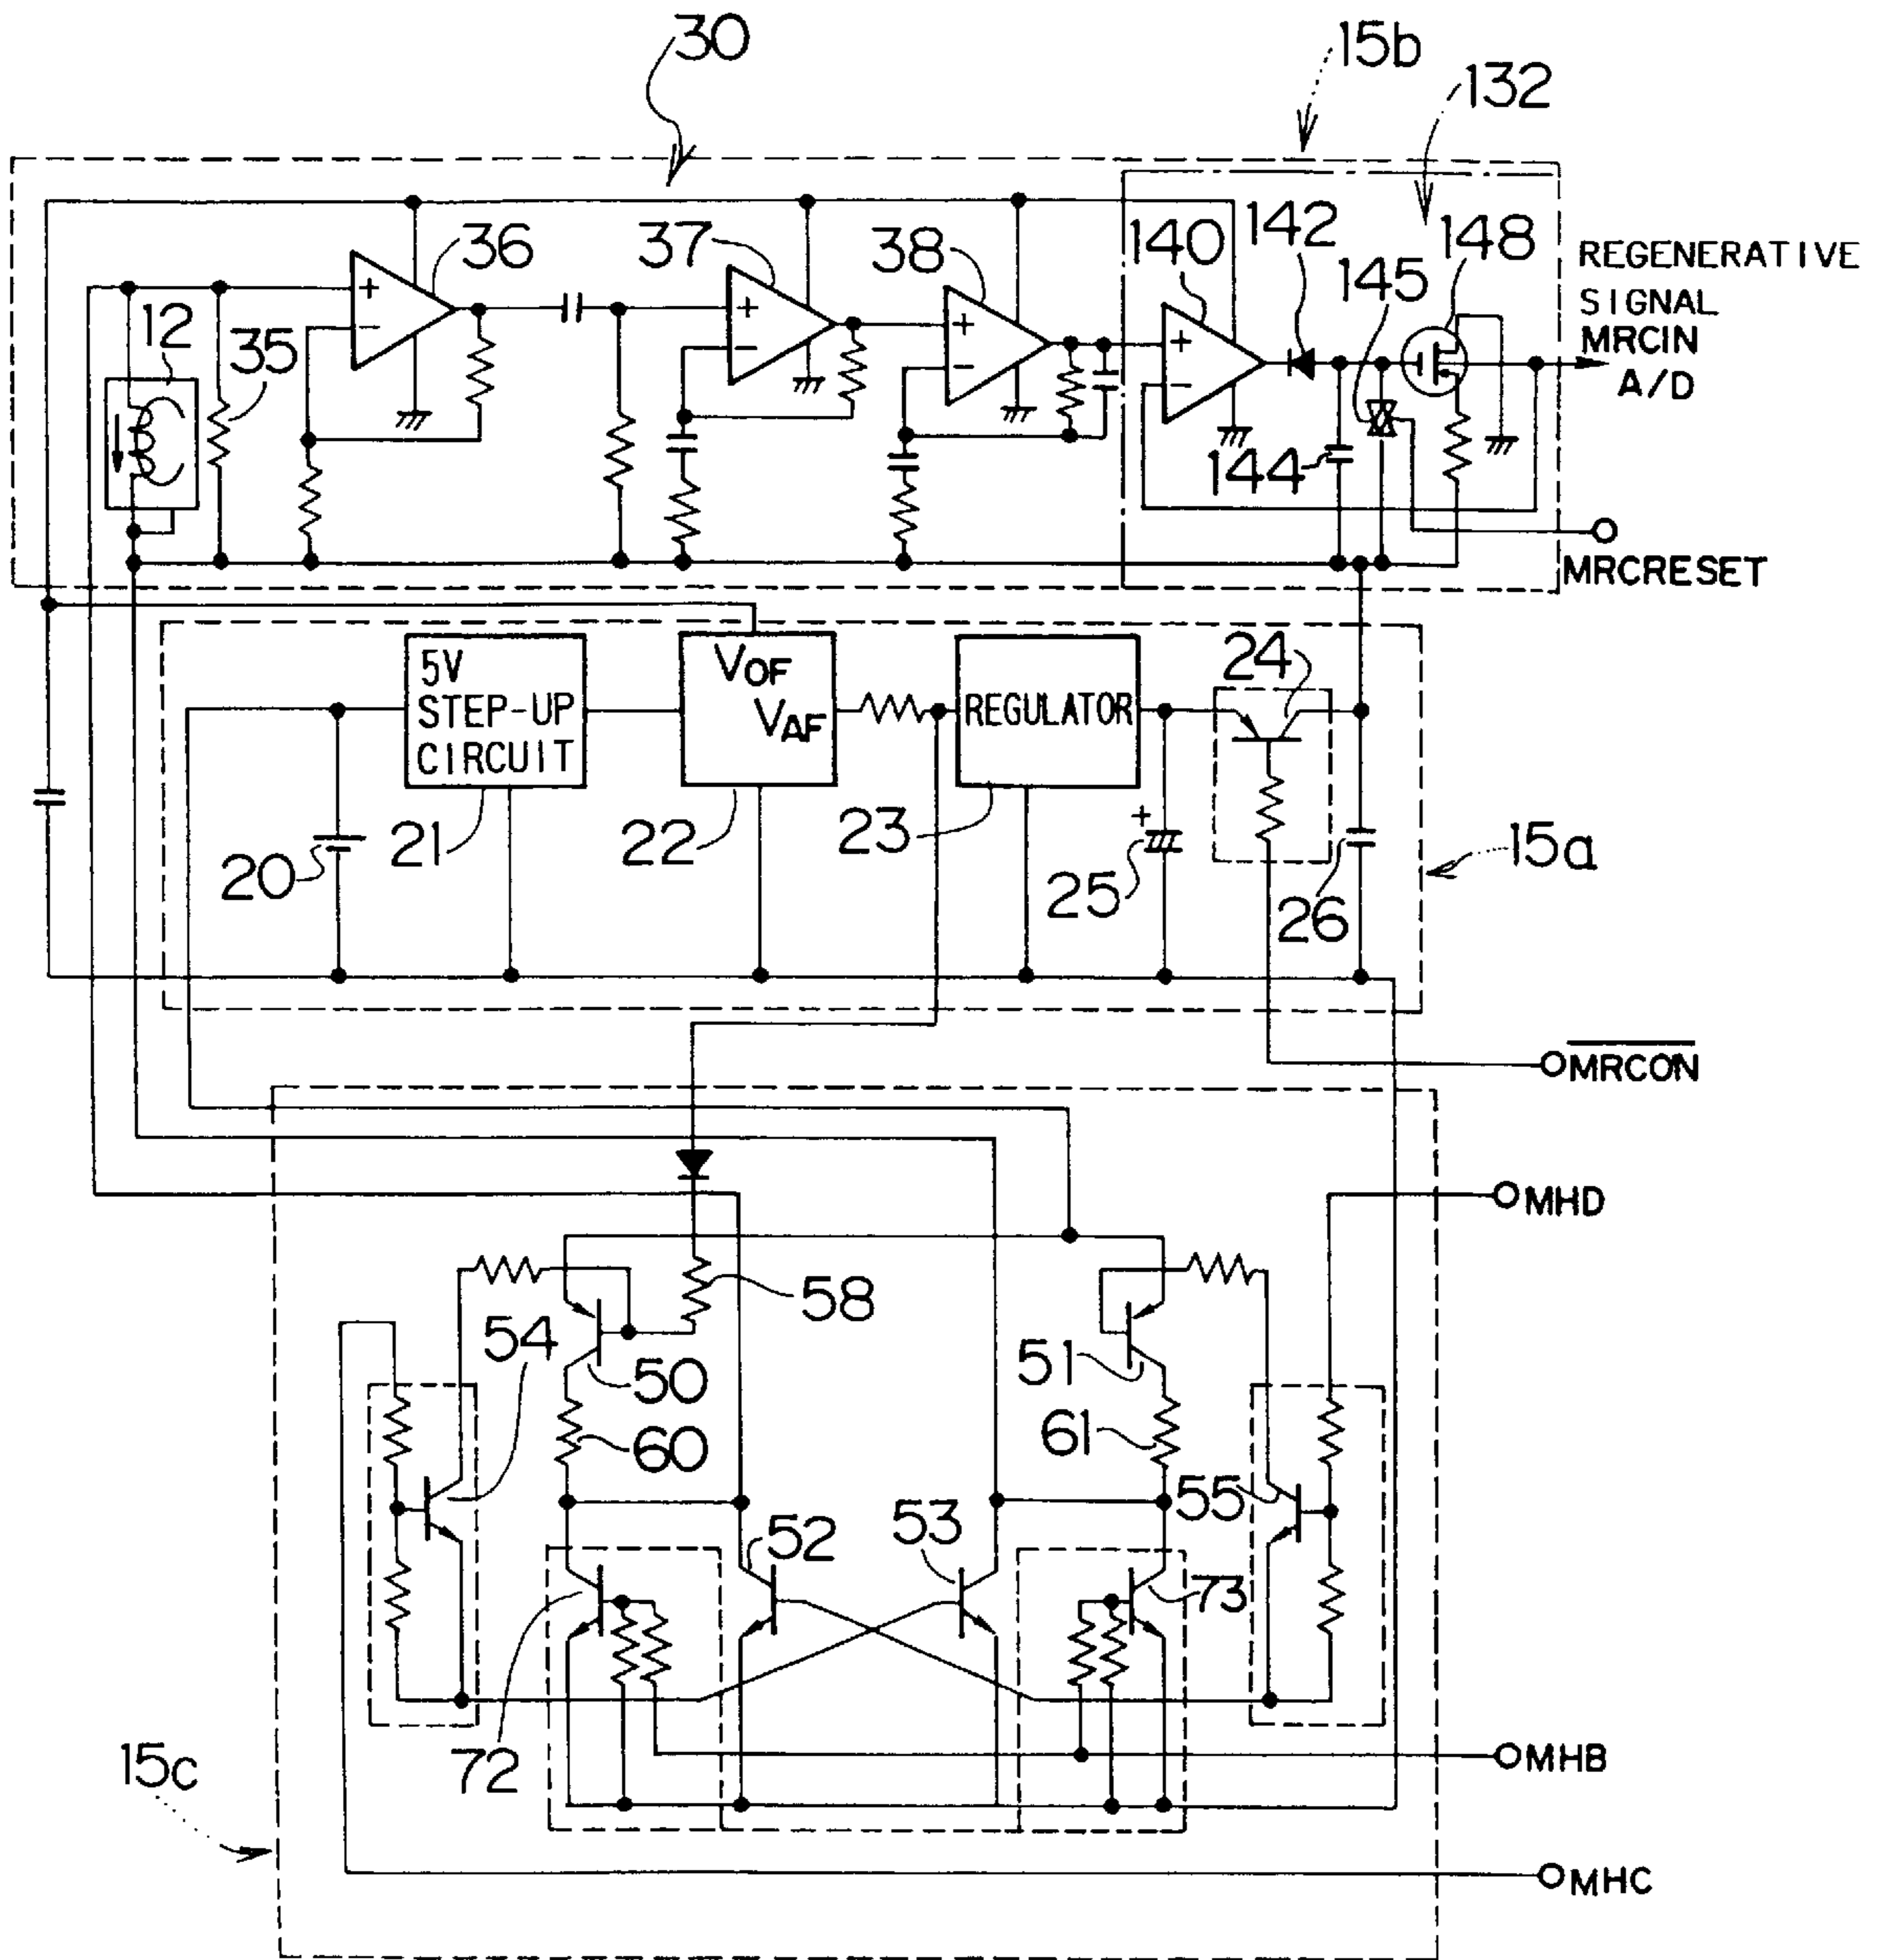 30
15b
132
36
37
38
140
142
148
145
REGENERATIVE
SIGNAL
MRCIN
A/D
12
35
+
−
+
−
+
−
+
−
144
MRCRESET
5V
STEP-UP
CIRCUIT
VOF
VAF
REGULATOR
24
20
21
22
23
+
25
26
15a
MRCON
MHD
58
54
50
51
60
61
55
52
53
73
72
15c
MHB
MHC